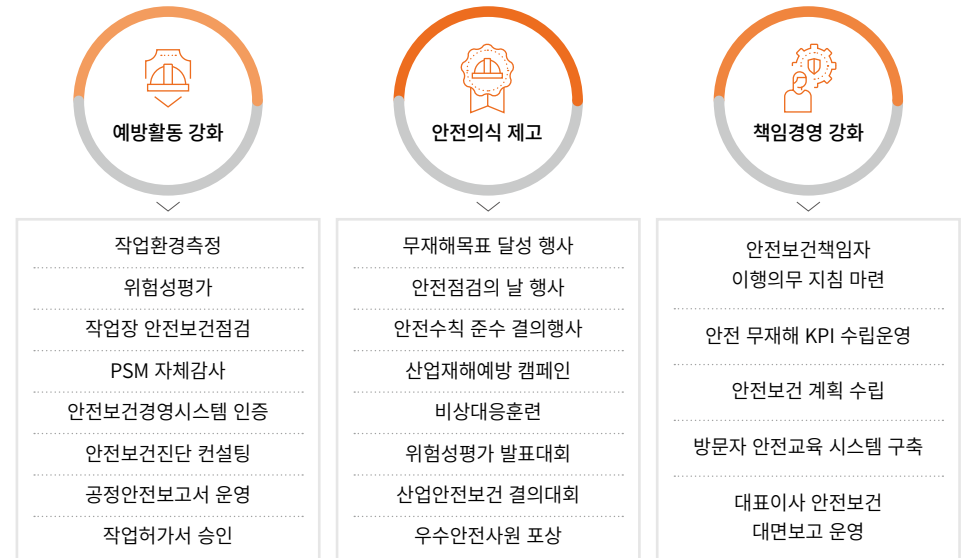 예방활동 강화
작업환경측정
위험성평가
작업장 안전보건점검
PSM 자체감사
안전보건경영시스템 인증
안전보건진단 컨설팅
공정안전보고서 운영
작업허가서 승인
안전의식 제고
무재해목표 달성 행사
안전점검의 날 행사
안전수칙 준수 결의행사
산업재해예방 캠페인
비상대응훈련
위험성평가 발표대회
산업안전보건 결의대회
우수안전사원 포상
책임경영 강화
안전보건책임자
이행의무 지침 마련
안전 무재해 KPI 수립운영
안전보건 계획 수립
방문자 안전교육 시스템 구축
대표이사 안전보건
대면보고 운영